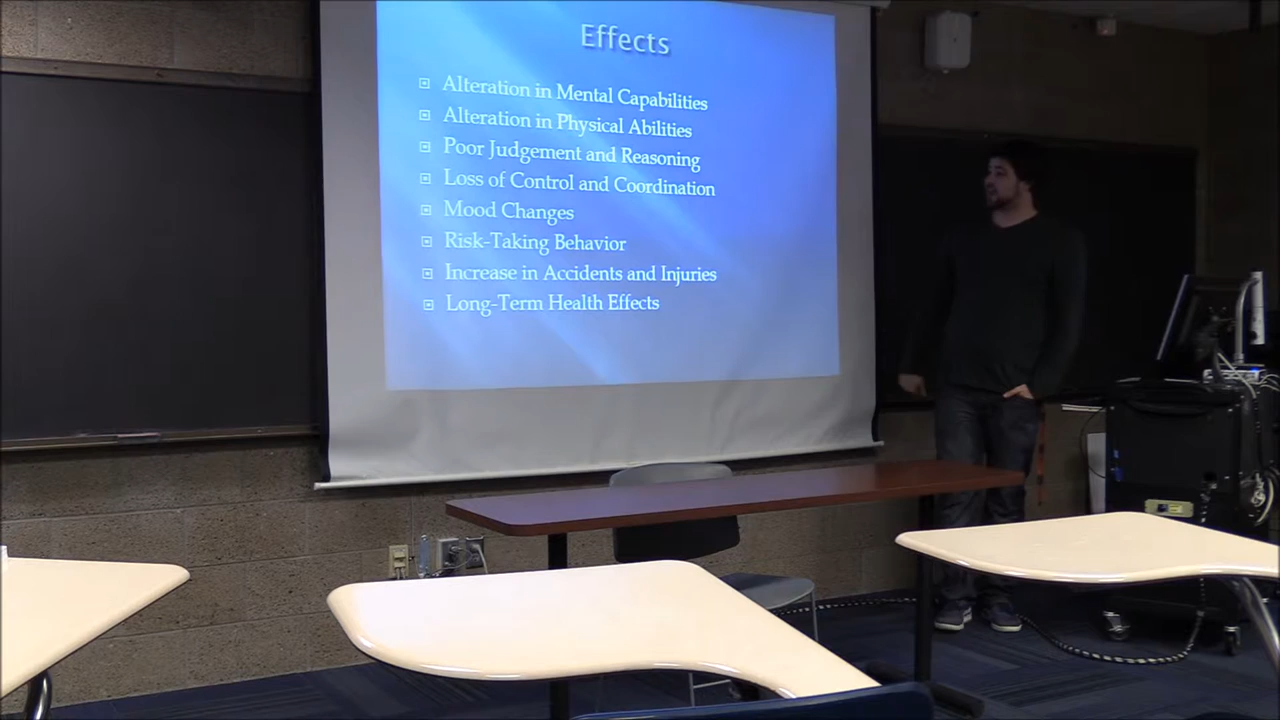 Effects
Alteration in Mental Capabilities
Alteration in Physical Abilities
Poor Judgement and Reasoning
Loss of Control and Coordination
Mood Changes
Risk-Taking Behavior
Increase in Accidents and Injuries
Long-Term Health Effects